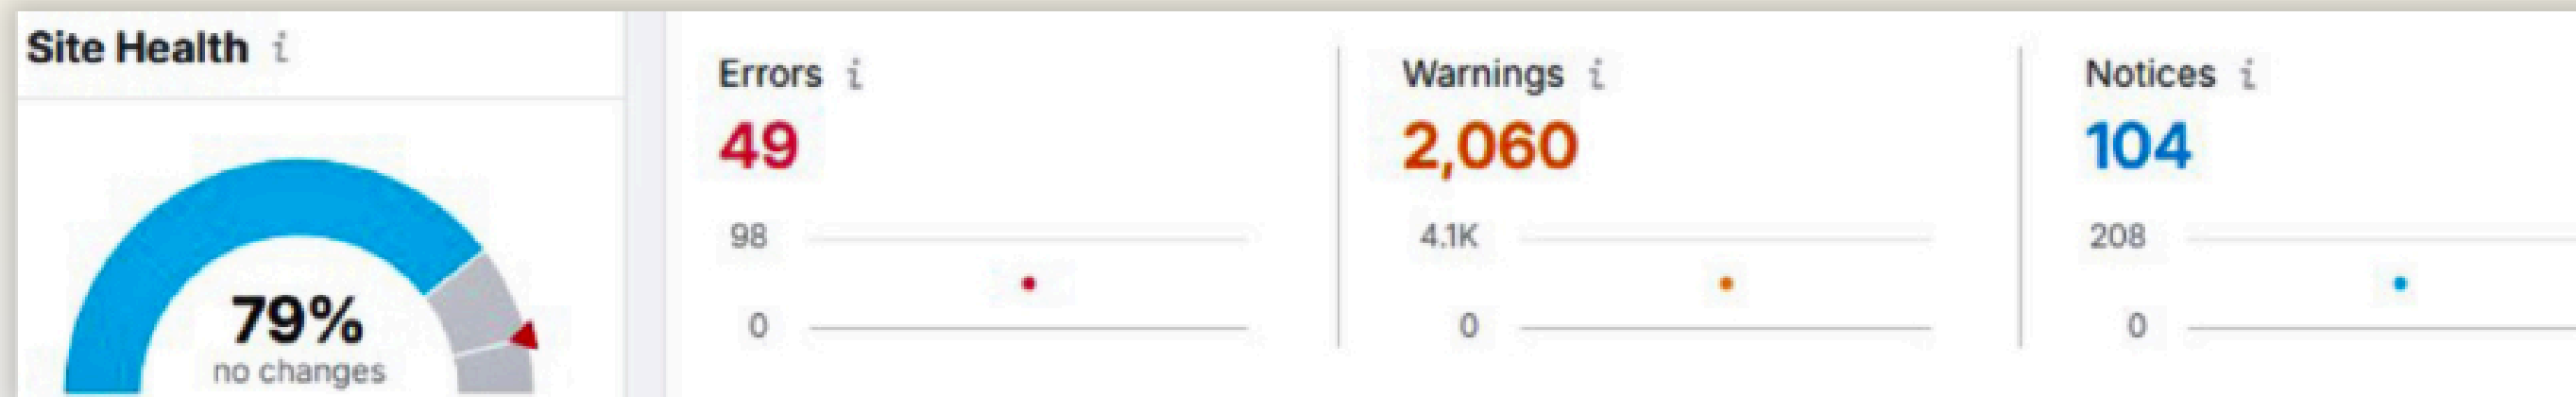 Site Health i
79%
no changes
Errors i
49
98
0
Warnings i
2,060
4.1K
0
Notices i
104
208
0